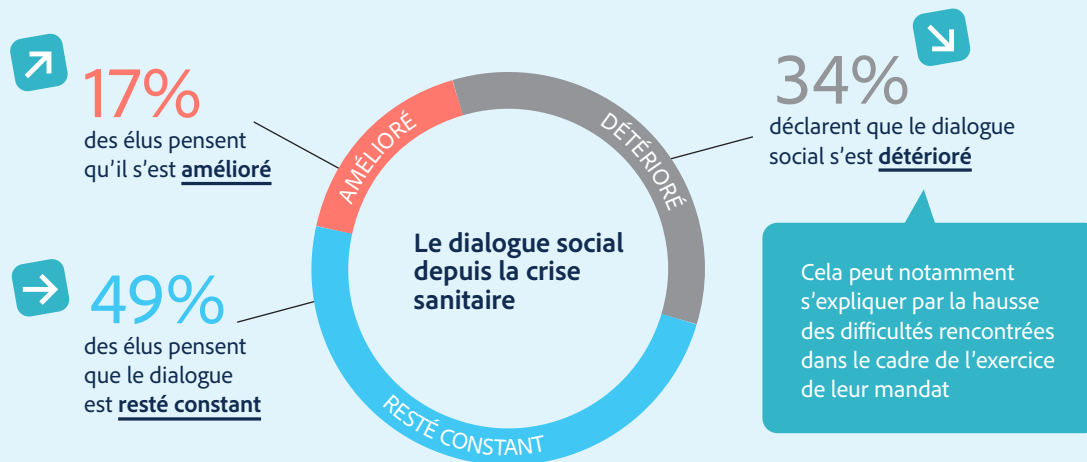 17%
des élus pensent
qu'il s'est amélioré
49%
des élus pensent
que le dialogue
est resté constant
AMÉLIORÉ
DÉTÉRIORÉ
RESTÉ CONSTANT
Le dialogue social
depuis la crise
sanitaire
34%
déclarent que le dialogue
social s'est détérioré
Cela peut notamment
s'expliquer par la hausse
des difficultés rencontrées
dans le cadre de l'exercice
de leur mandat